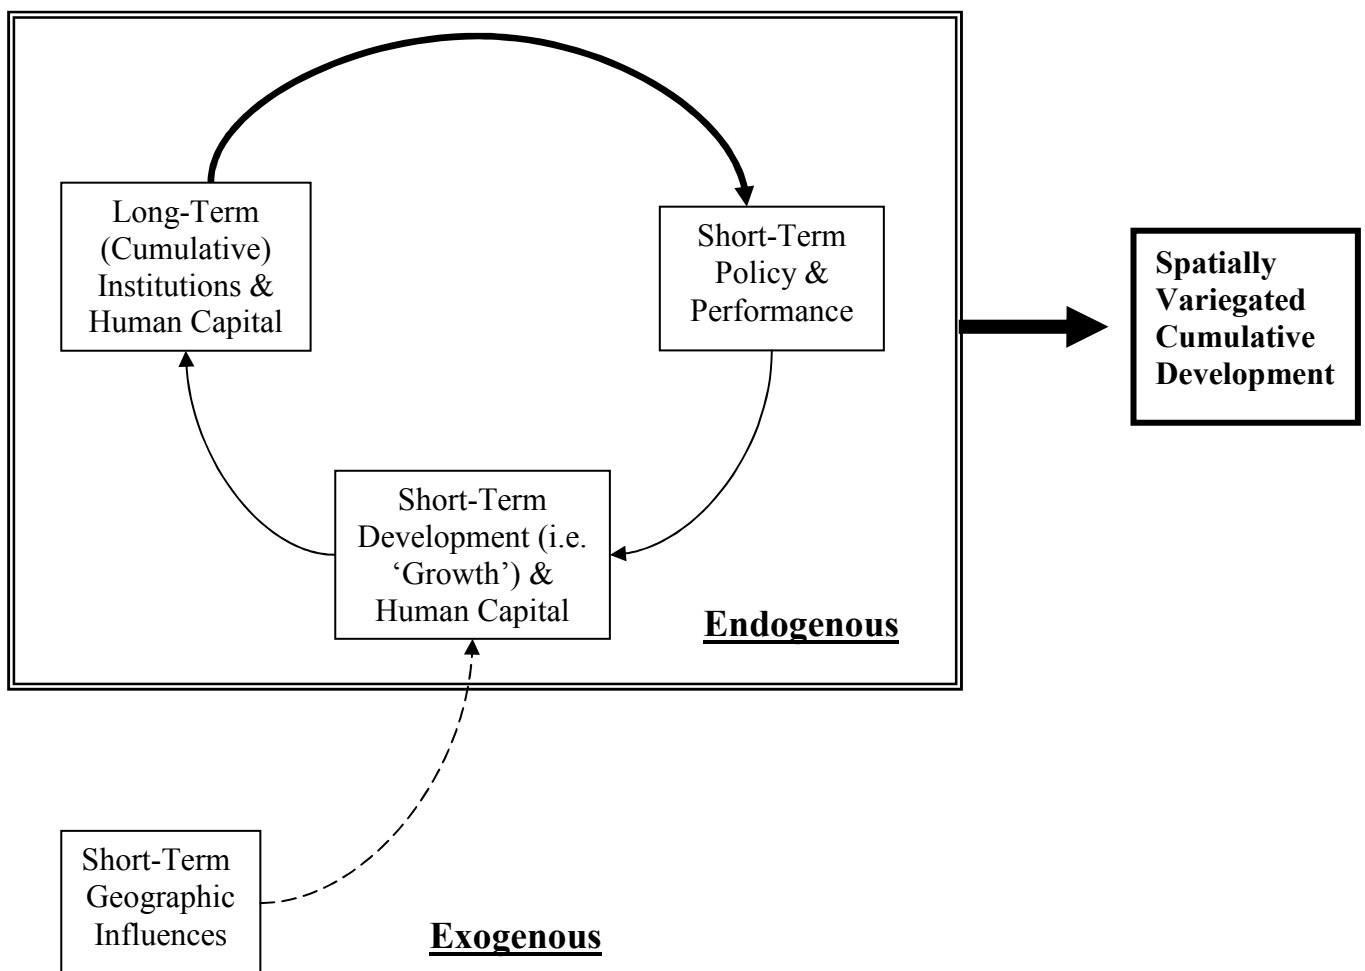 Long-Term
(Cumulative)
Institutions &
Human Capital
Short-Term
Policy &
Performance
Spatially
Variegated
Cumulative
Development
Short-Term
Development (i.e.
‘Growth’) &
Human Capital
Endogenous
Short-Term
Geographic
Influences
Exogenous